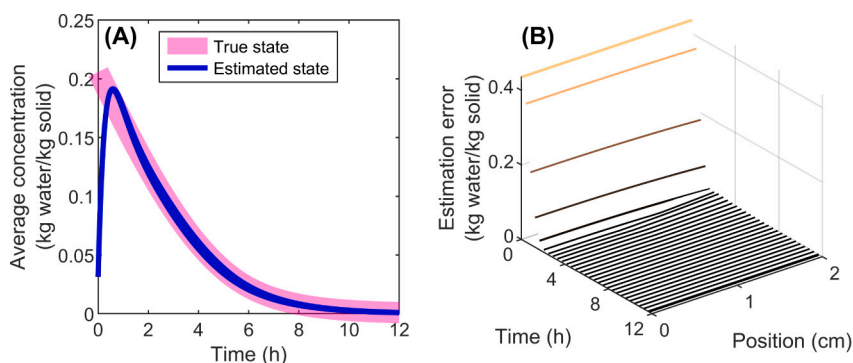 (A)
True state
Estimated state
Average concentration
(kg water/kg solid)
0.25
0.2
0.15
0.1
0.05
0
0 2 4 6 8 10 12
Time (h)
(B)
Estimation error
(kg water/kg solid)
0.4
0.2
0
0
4
8
12
Time (h)
0
1
2
Position (cm)